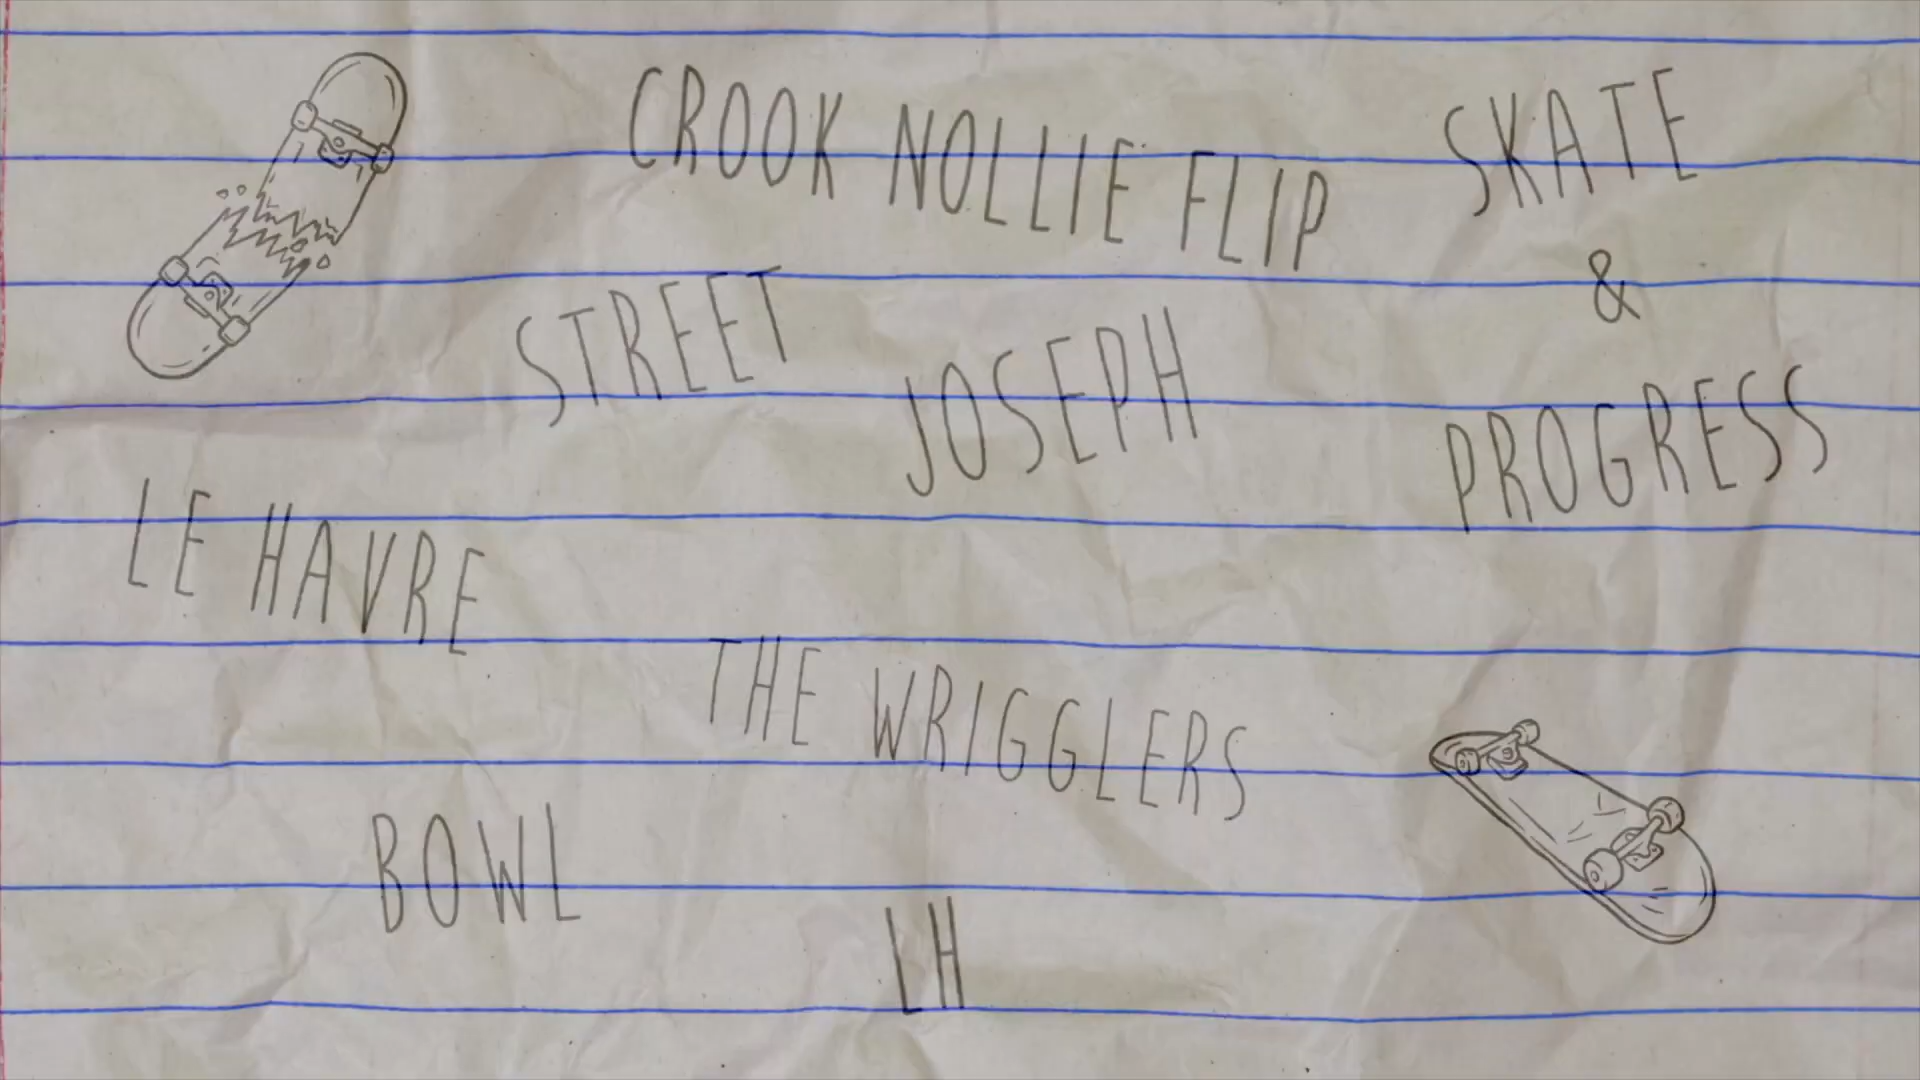 CROOK NOLLIE FLIP
SKATE
&
PROGRESS
STREET
JOSEPH
LE HAVRE
THE WRIGGLERS
BOWL
LH